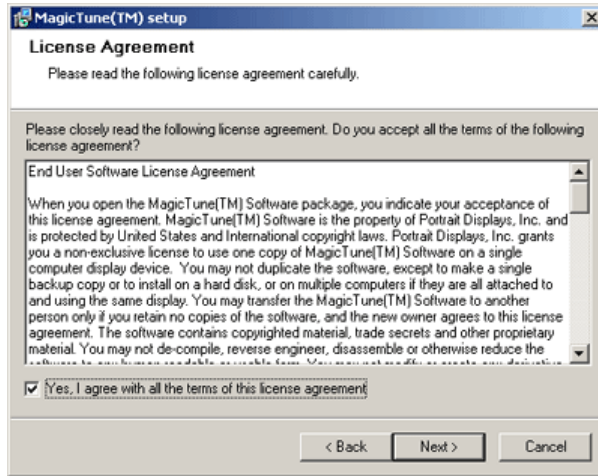 MagicTune(TM) setup
License Agreement
Please read the following license agreement carefully.
Please closely read the following license agreement. Do you accept all the terms of the following
license agreement?
End User Software License Agreement
When you open the MagicTune(TM) Software package, you indicate your acceptance of
this license agreement. MagicTune(TM) Software is the property of Portrait Displays, Inc. and
is protected by United States and International copyright laws. Portrait Displays, Inc. grants
you a non-exclusive license to use one copy of MagicTune(TM) Software on a single
computer display device. You may not duplicate the software, except to make a single
backup copy or to install on a hard disk, or on multiple computers if they are all attached to
and using the same display. You may transfer the MagicTune(TM) Software to another
person only if you retain no copies of the software, and the new owner agrees to this license
agreement. The software contains copyrighted material, trade secrets and other proprietary
material. You may not de-compile, reverse engineer, disassemble or otherwise reduce the
Yes, I agree with all the terms of this license agreement
< Back
Next >
Cancel